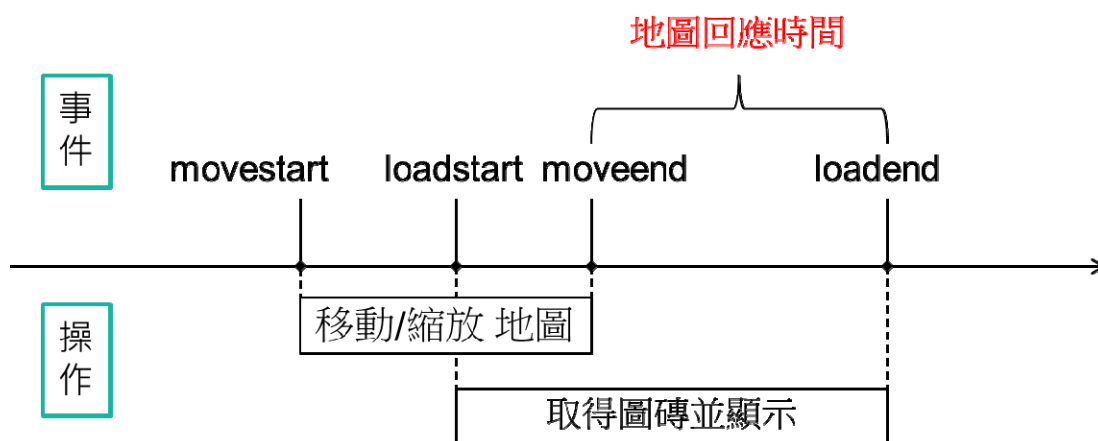 地圖回應時間
事件
movestart loadstart moveend loadend
移動/縮放 地圖
操作
取得圖磚並顯示